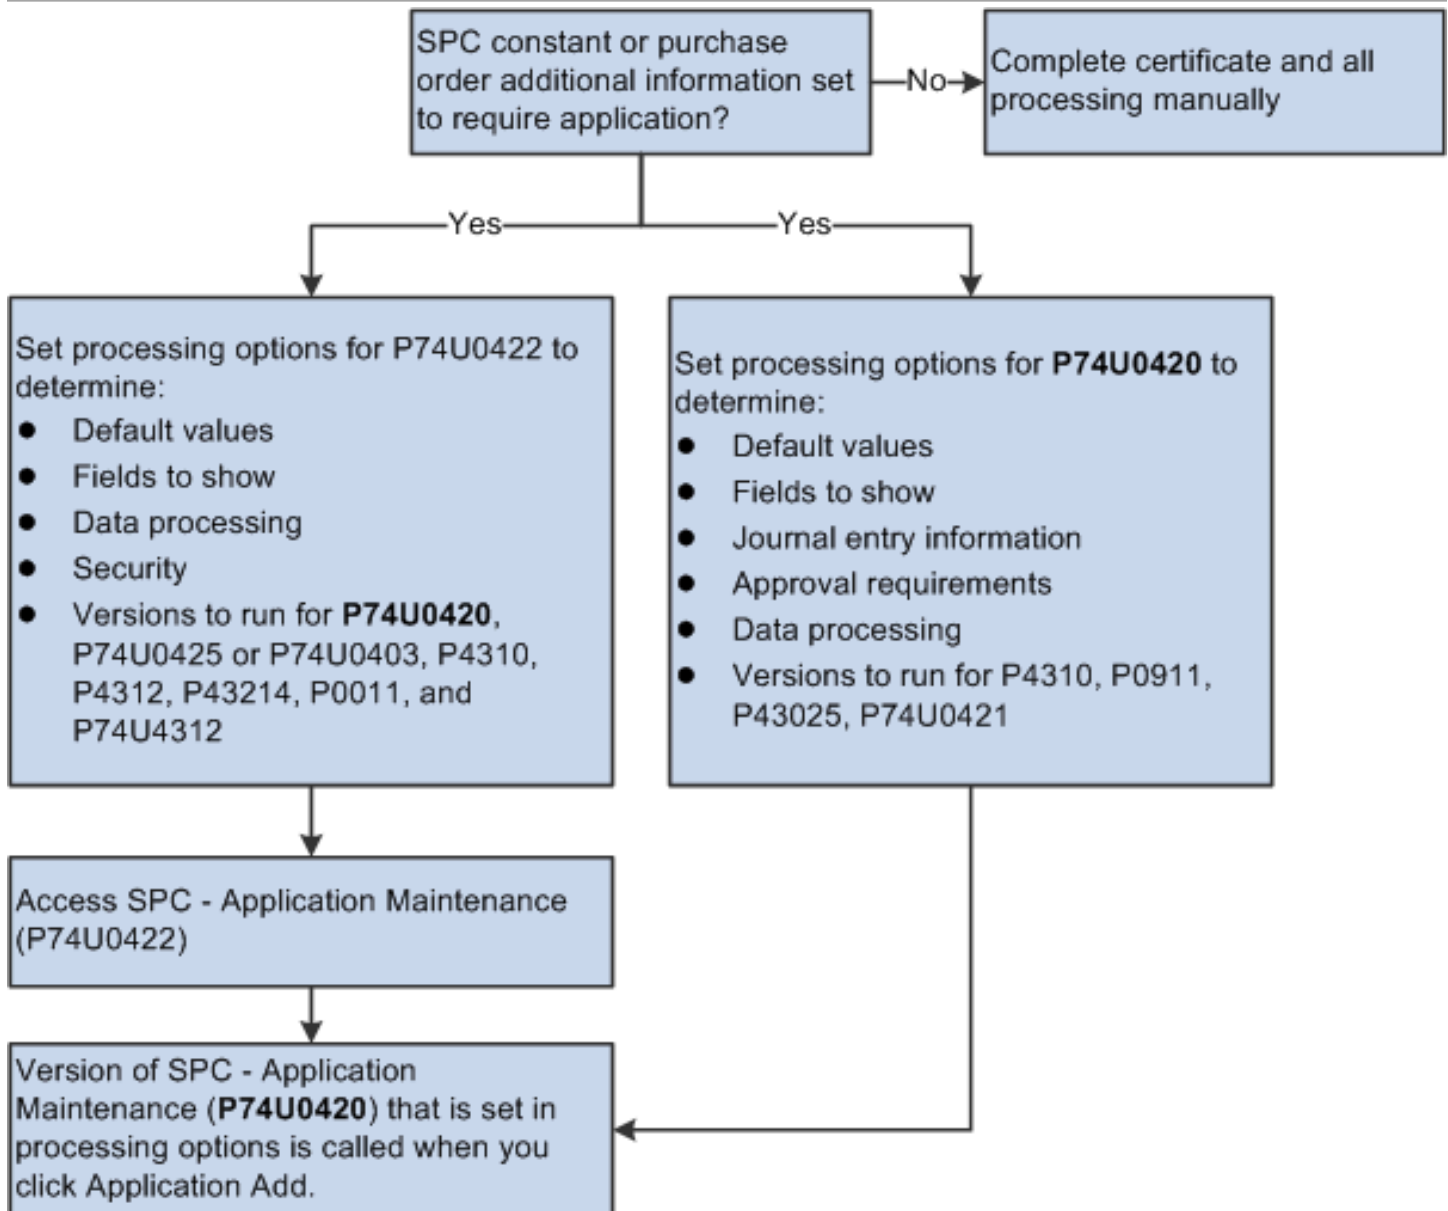 SPC constant or purchase
order additional information set
to require application?
No
Complete certificate and all
processing manually
Yes
Yes
Set processing options for P74U0422 to
determine:
● Default values
● Fields to show
● Data processing
● Security
● Versions to run for P74U0420,
P74U0425 or P74U0403, P4310,
P4312, P43214, P0011, and
P74U4312
Set processing options for P74U0420 to
determine:
● Default values
● Fields to show
● Journal entry information
● Approval requirements
● Data processing
● Versions to run for P4310, P0911,
P43025, P74U0421
Access SPC - Application Maintenance
(P74U0422)
Version of SPC - Application
Maintenance (P74U0420) that is set in
processing options is called when you
click Application Add.